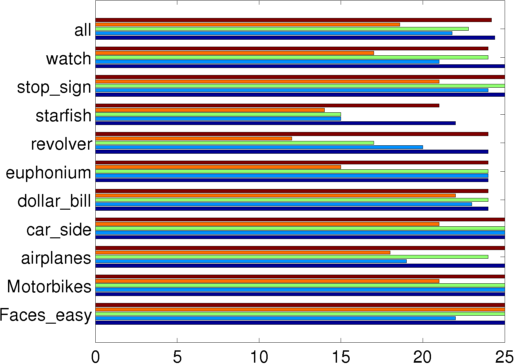 all
watch
stop_sign
starfish
revolver
euphonium
dollar_bill
car_side
airplanes
Motorbikes
Faces_easy
0 5 10 15 20 25